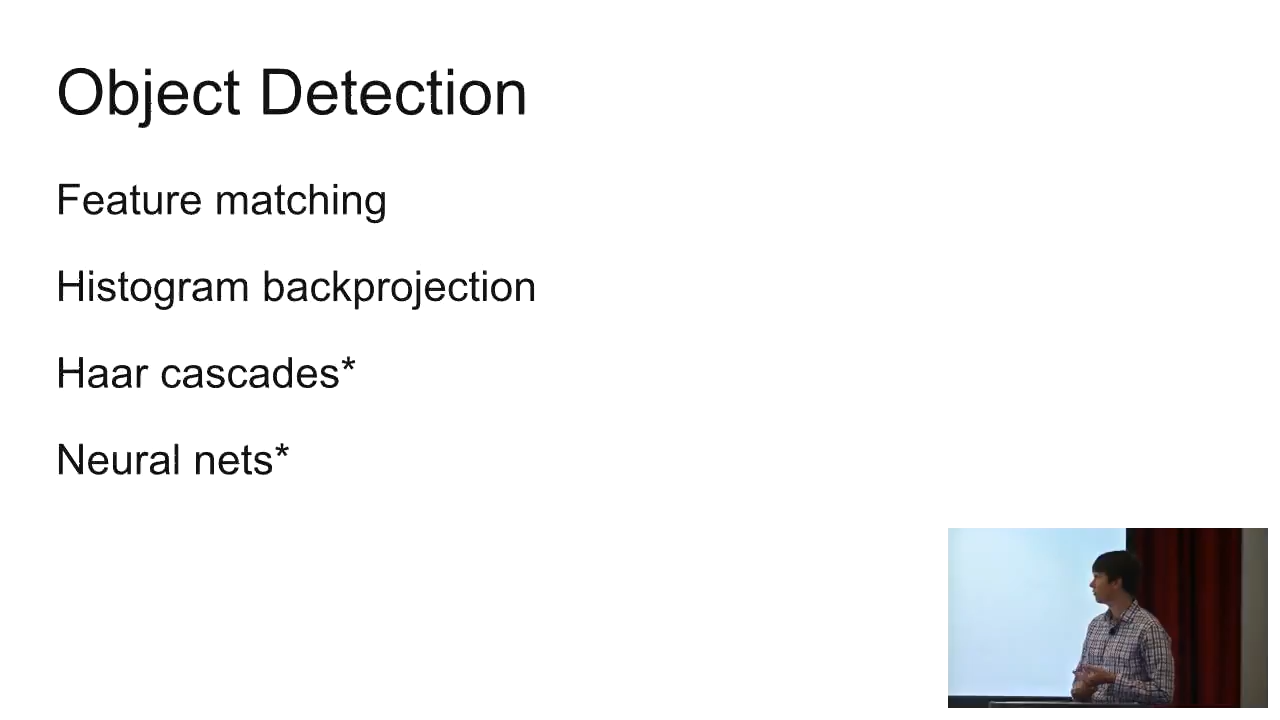 Object Detection
Feature matching
Histogram backprojection
Haar cascades*
Neural nets*